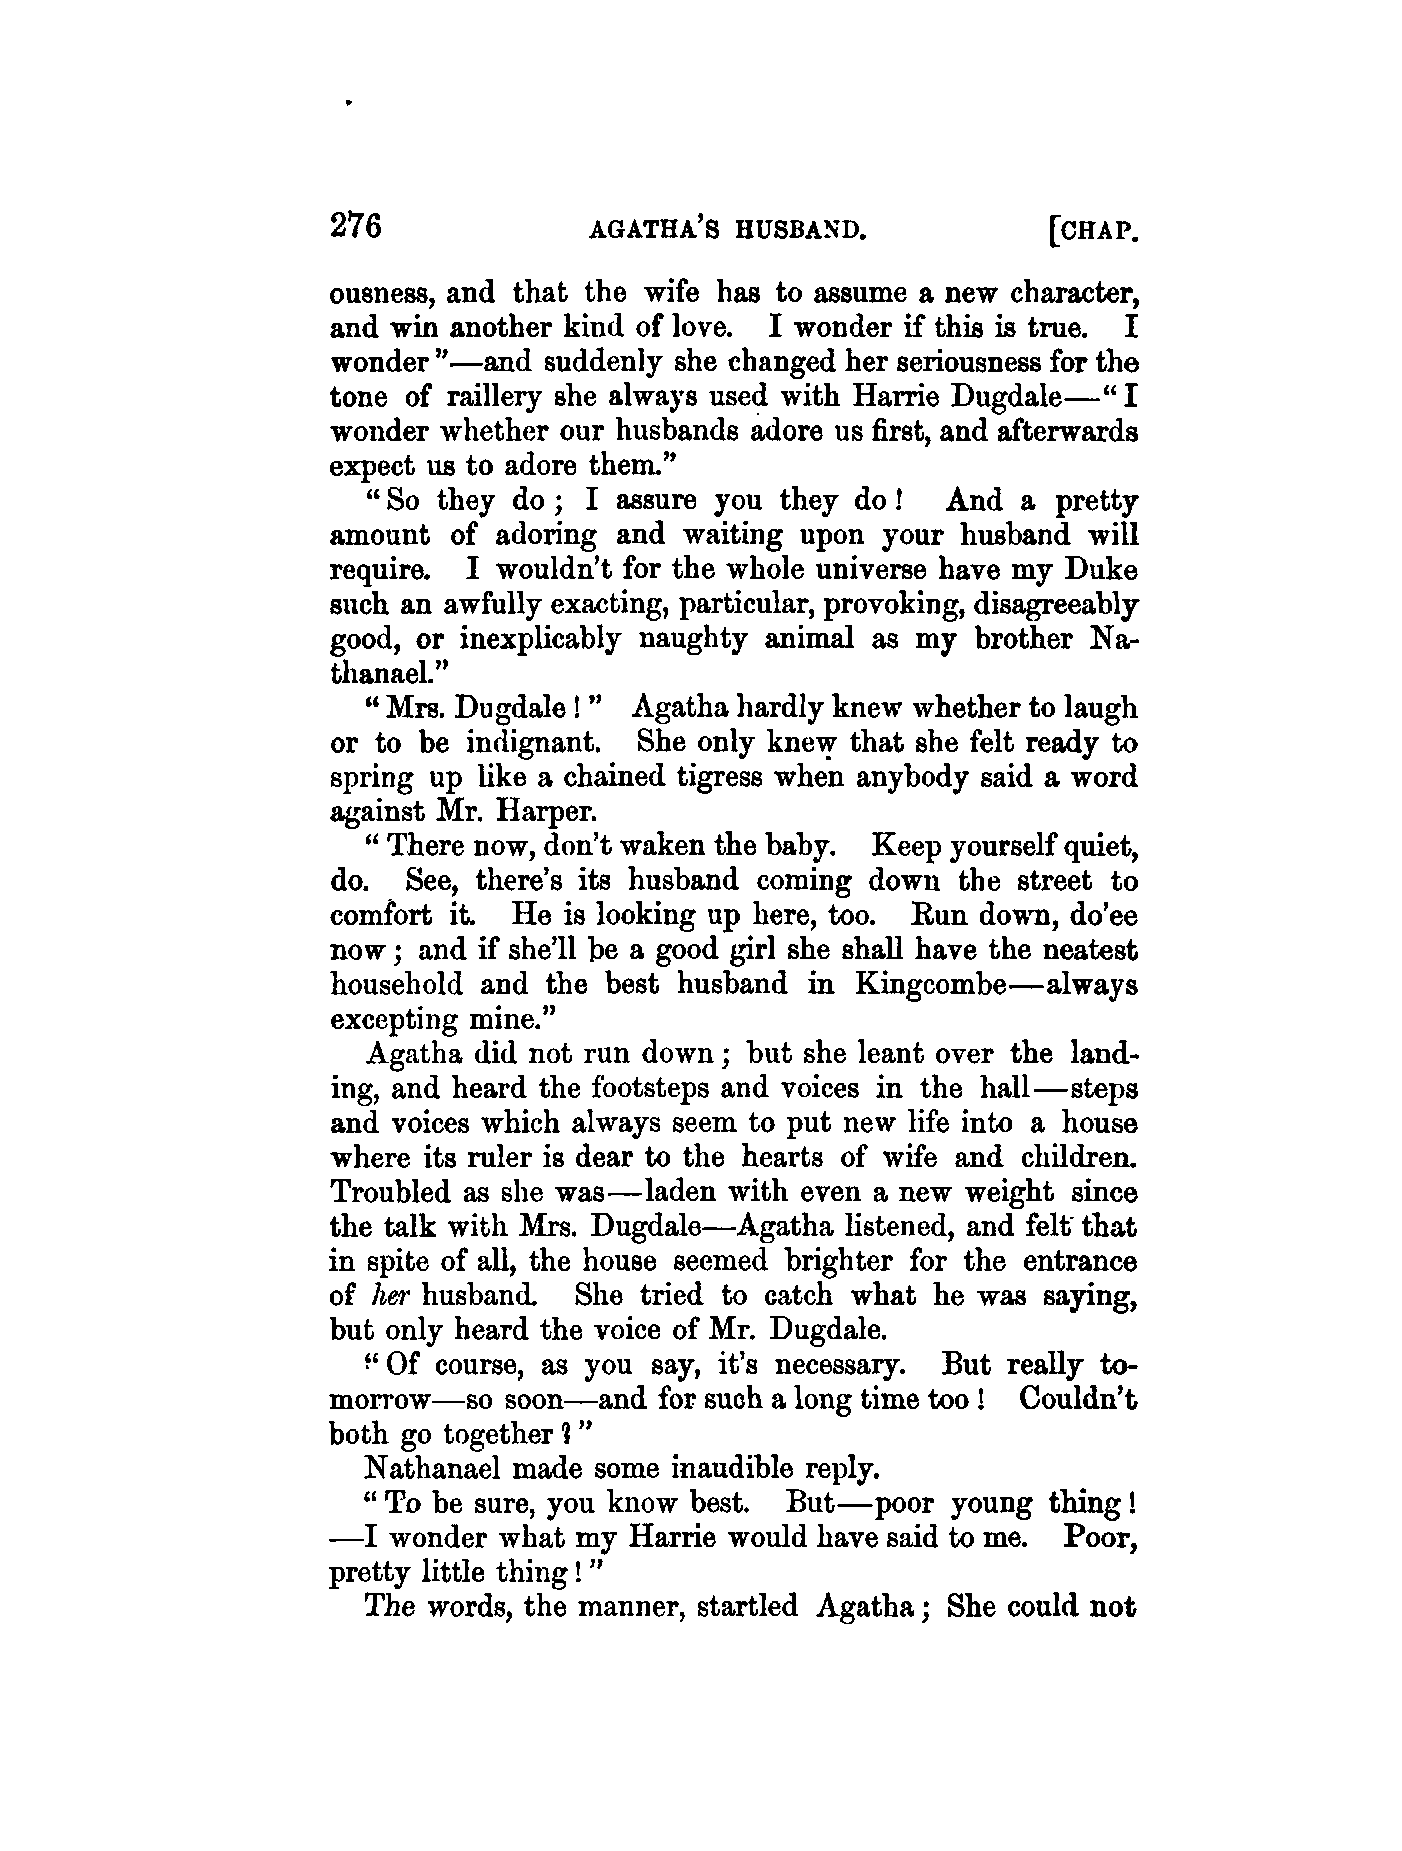 276 AGATHA'S HUSBAND. [CHAP.
ousness, and that the wife has to assume a new character,
and win another kind of love. I wonder if this is true. I
wonder"—and suddenly she changed her seriousness for the
tone of raillery she always used with Harrie Dugdale—"I
wonder whether our husbands adore us first, and afterwards
expect us to adore them."
"So they do; I assure you they do! And a pretty
amount of adoring and waiting upon your husband will
require. I wouldn't for the whole universe have my Duke
such an awfully exacting, particular, provoking, disagreeably
good, or inexplicably naughty animal as my brother Na-
thanael."
"Mrs. Dugdale!" Agatha hardly knew whether to laugh
or to be indignant. She only knew that she felt ready to
spring up like a chained tigress when anybody said a word
against Mr. Harper.
"There now, don't waken the baby. Keep yourself quiet,
do. See, there's its husband coming down the street to
comfort it. He is looking up here, too. Run down, do'ee
now; and if she'll be a good girl she shall have the neatest
household and the best husband in Kingcombe—always
excepting mine."
Agatha did not run down; but she leant over the land-
ing, and heard the footsteps and voices in the hall—steps
and voices which always seem to put new life into a house
where its ruler is dear to the hearts of wife and children.
Troubled as she was—laden with even a new weight since
the talk with Mrs. Dugdale—Agatha listened, and felt that
in spite of all, the house seemed brighter for the entrance
of her husband. She tried to catch what he was saying,
but only heard the voice of Mr. Dugdale.
"Of course, as you say, it's necessary. But really to-
morrow—so soon—and for such a long time too! Couldn't
both go together?"
Nathanael made some inaudible reply.
"To be sure, you know best. But—poor young thing!
—I wonder what my Harrie would have said to me. Poor,
pretty little thing!"
The words, the manner, startled Agatha; She could not